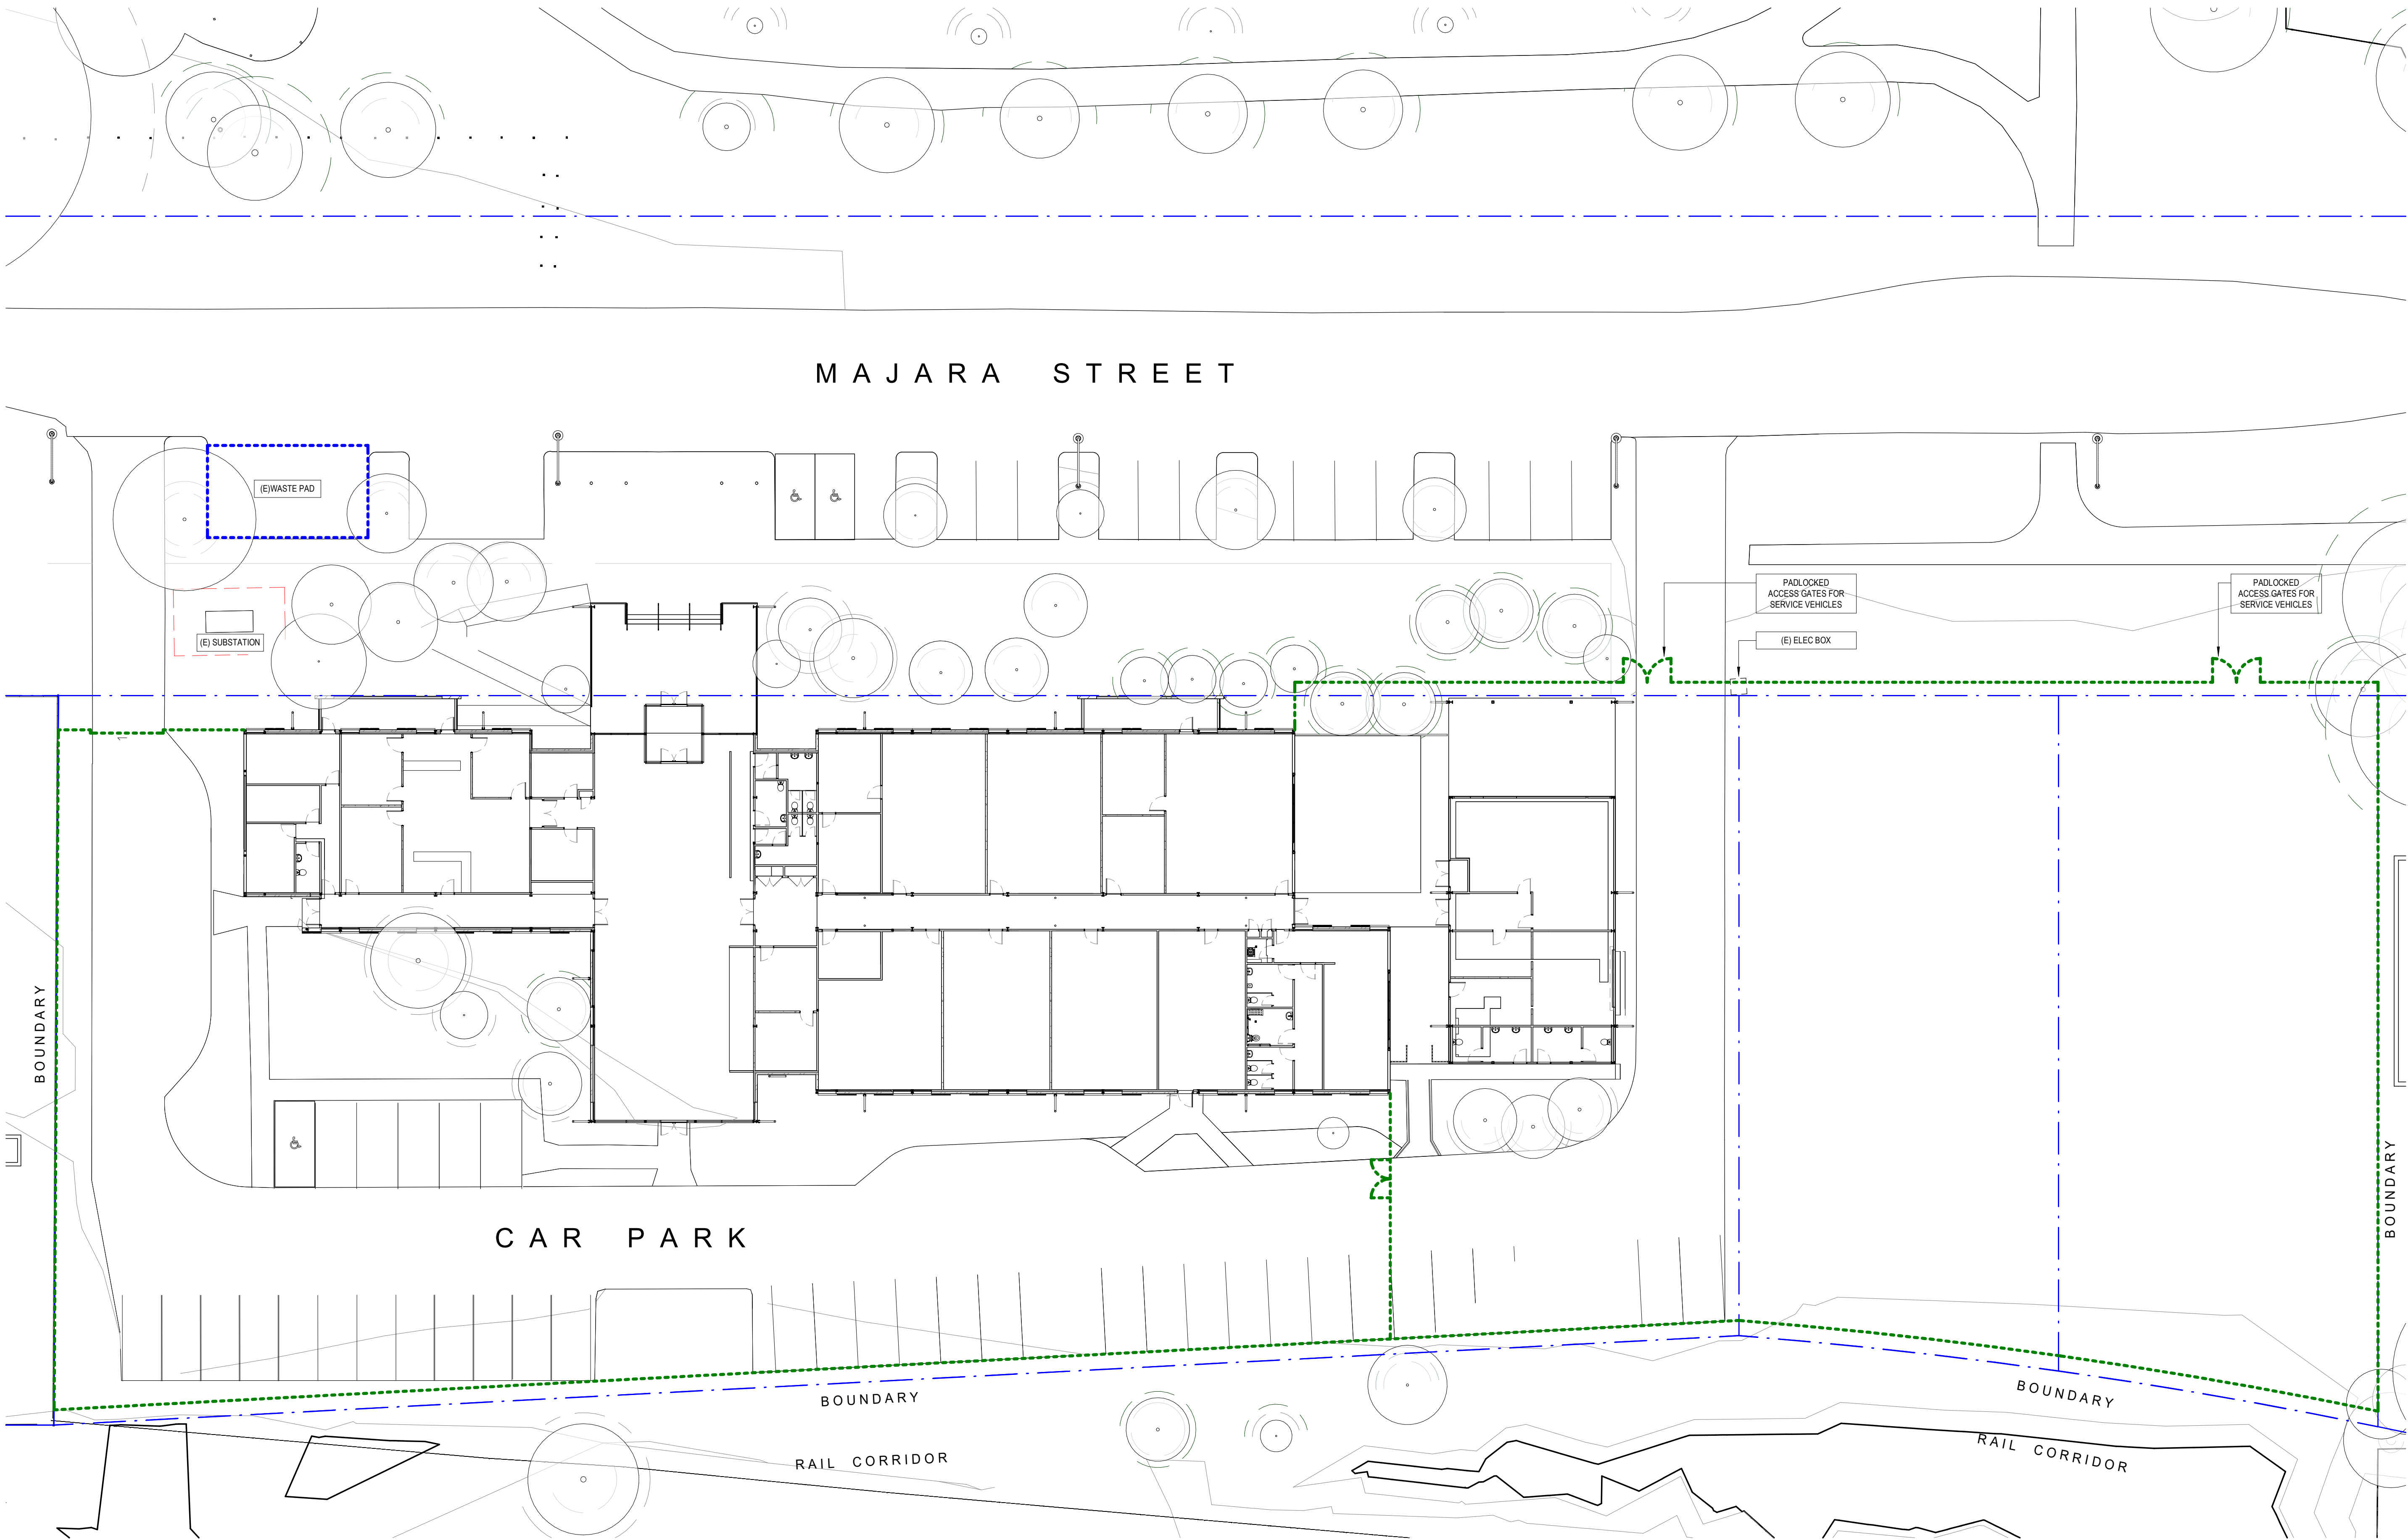 MAJARA STREET
(E)WASTE PAD
PADLOCKED
ACCESS GATES FOR
SERVICE VEHICLES
PADLOCKED
ACCESS GATES FOR
SERVICE VEHICLES
(E) SUBSTATION
(E) ELEC BOX
BOUNDARY
BOUNDARY
CAR PARK
BOUNDARY
BOUNDARY
RAIL CORRIDOR
RAIL CORRIDOR